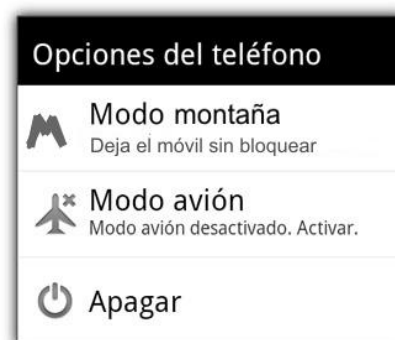 Opciones del teléfono
Modo montaña
Deja el móvil sin bloquear
Modo avión
Modo avión desactivado. Activar.
Apagar